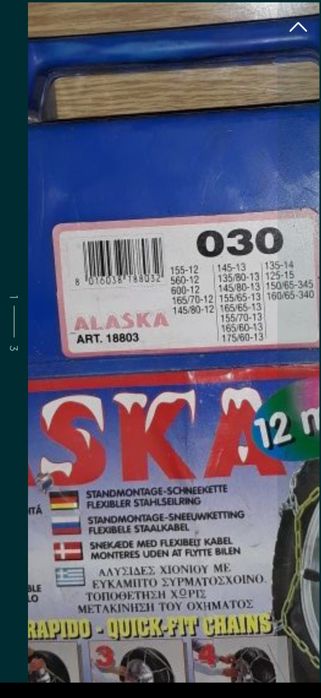 030
8 016038 188032
155-12
560-12
600-12
165/70-12
145/80-12
145-13
135/80-13
145/80-13
155/65-13
165/65-13
155/70-13
165/60-13
175/60-13
135-14
125-15
150/65-345
160/65-340
ALASKA
ART. 18803
SKA
12
STANDMONTAGE-SCHNEEKETTE
FLEXIBLER STAHLSEILRING
STANDMONTAGE-SNEEUWKETTING
FLEXIBELE STAALKABEL
SNEKÆDE MED FLEXIBELT KABEL
MONTERES UDEN AT FLYTTE BILEN
ΑΛΥΣΙΔΕΣ ΧΙΟΝΙΟΥ ΜΕ
ΕΥΚΑΜΠΤΟ ΣΥΡΜΑΤΟΣΧΟΙΝΟ.
ΤΟΠΟΘΕΤΗΣΗ ΧΩΡΙΣ
ΜΕΤΑΚΙΝΗΣΗ ΤΟΥ ΟΧΗΜΑΤΟΣ
RAPIDO - QUICK-FIT CHAINS
3
4
1
3